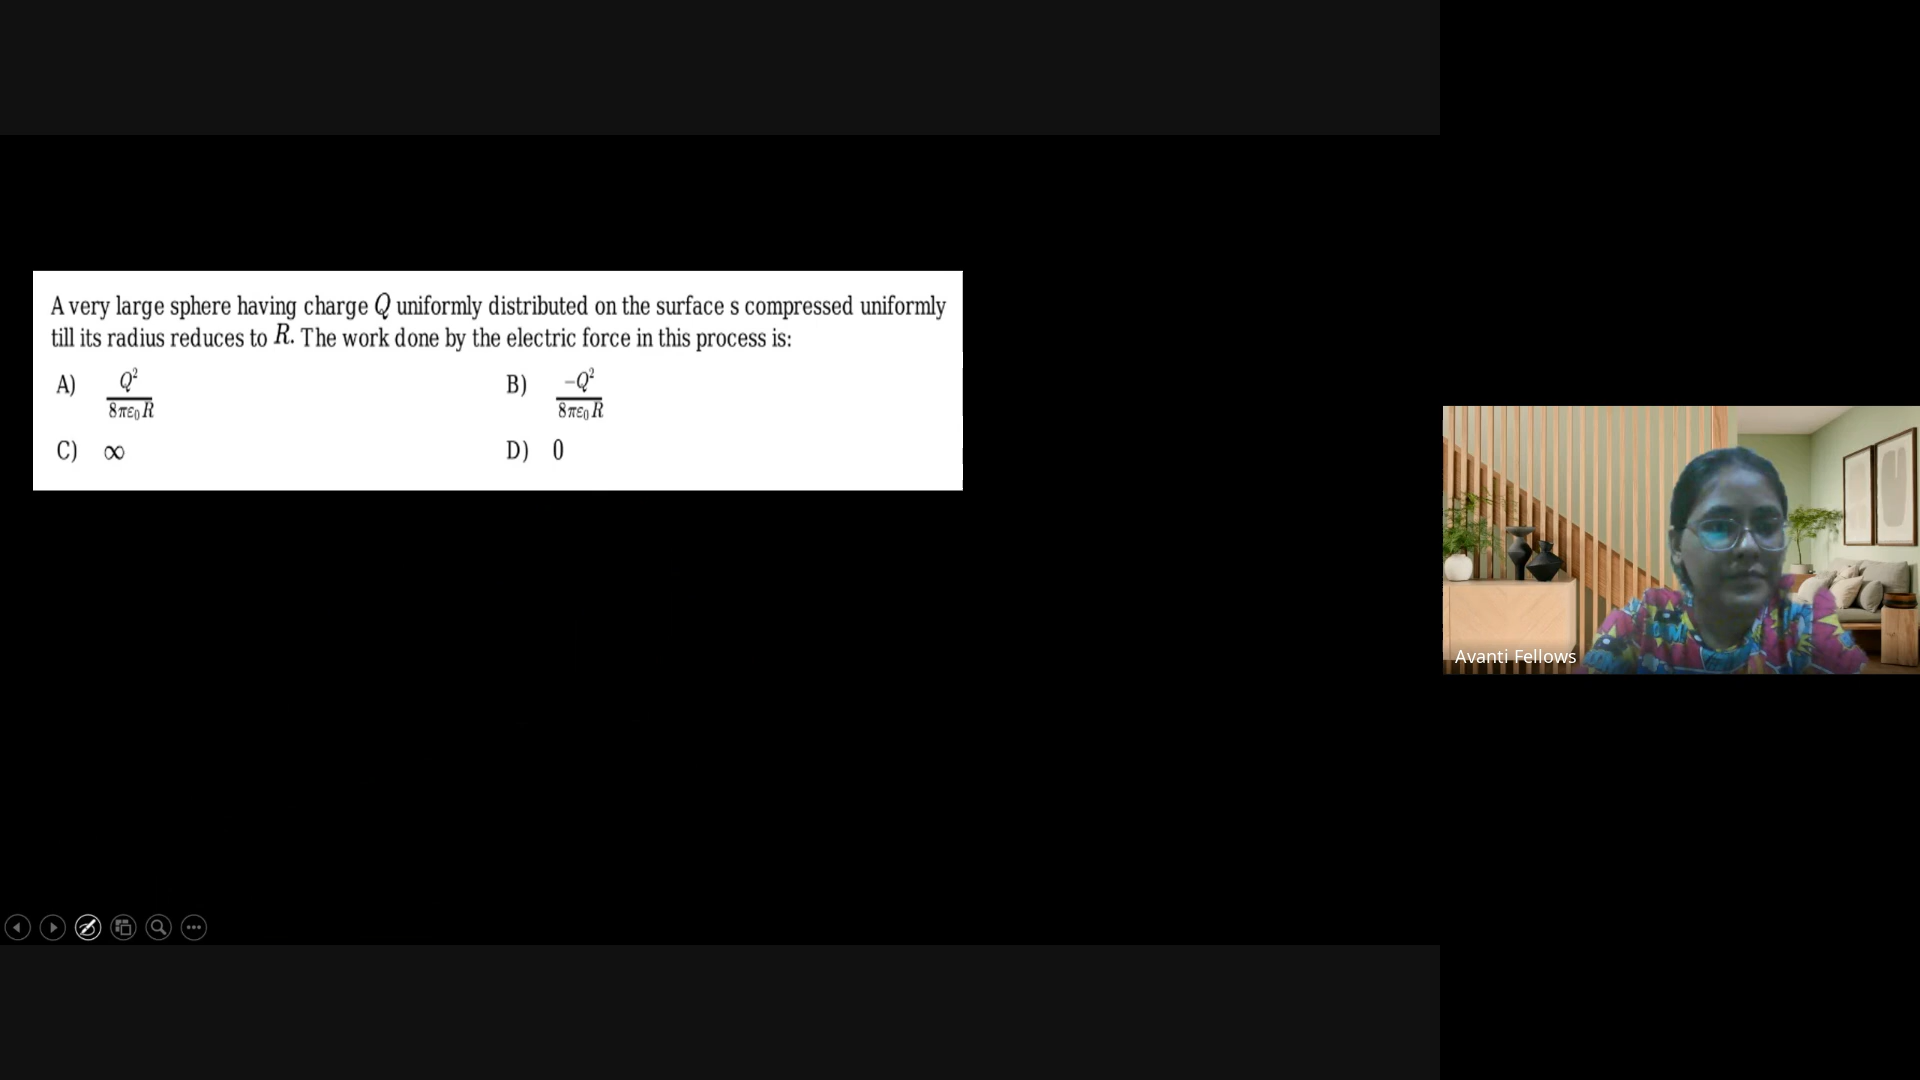 A very large sphere having charge Q uniformly distributed on the surface s compressed uniformly
till its radius reduces to R. The work done by the electric force in this process is:
A) Q²/8πε₀R B) −Q²/8πε₀R
C) ∞ D) 0
Avanti Fellows